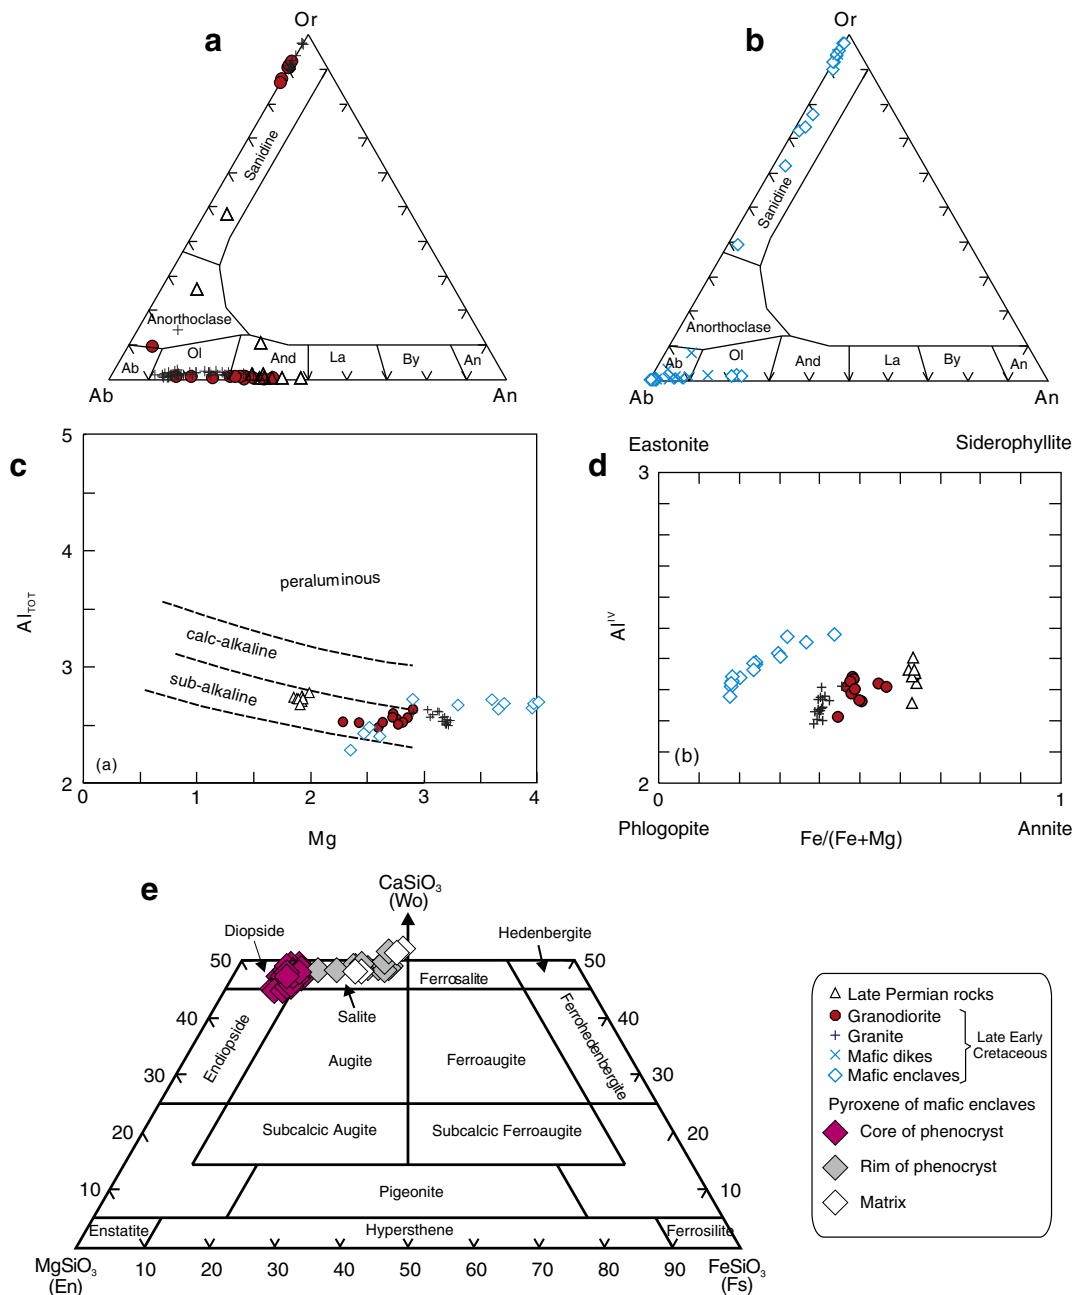 a
Or
Sanidine
Anorthoclase
Ab
Ol
And
La
By
An
Ab
An
b
Or
Sanidine
Anorthoclase
Ab
Ol
And
La
By
An
Ab
An
c
5
4
3
2
Al_TOT
peraluminous
calc-alkaline
sub-alkaline
(a)
0 1 2 3 4
Mg
d
Eastonite
Siderophyllite
3
2
Al^IV
(b)
0
1
Phlogopite
Fe/(Fe+Mg)
Annite
e
CaSiO₃
(Wo)
Diopside
Hedenbergite
50
50
Ferrosalite
Salite
40
40
Endiopside
Augite
Ferroaugite
Ferrohedenbergite
30
30
20
Subcalcic Augite
Subcalcic Ferroaugite
20
10
Pigeonite
10
Enstatite
Hypersthene
Ferrosilite
MgSiO₃
(En)
10 20 30 40 50 60 70 80 90
FeSiO₃
(Fs)
Late Permian rocks
Granodiorite
Granite
Mafic dikes
Mafic enclaves
Late Early
Cretaceous
Pyroxene of mafic enclaves
Core of phenocryst
Rim of phenocryst
Matrix